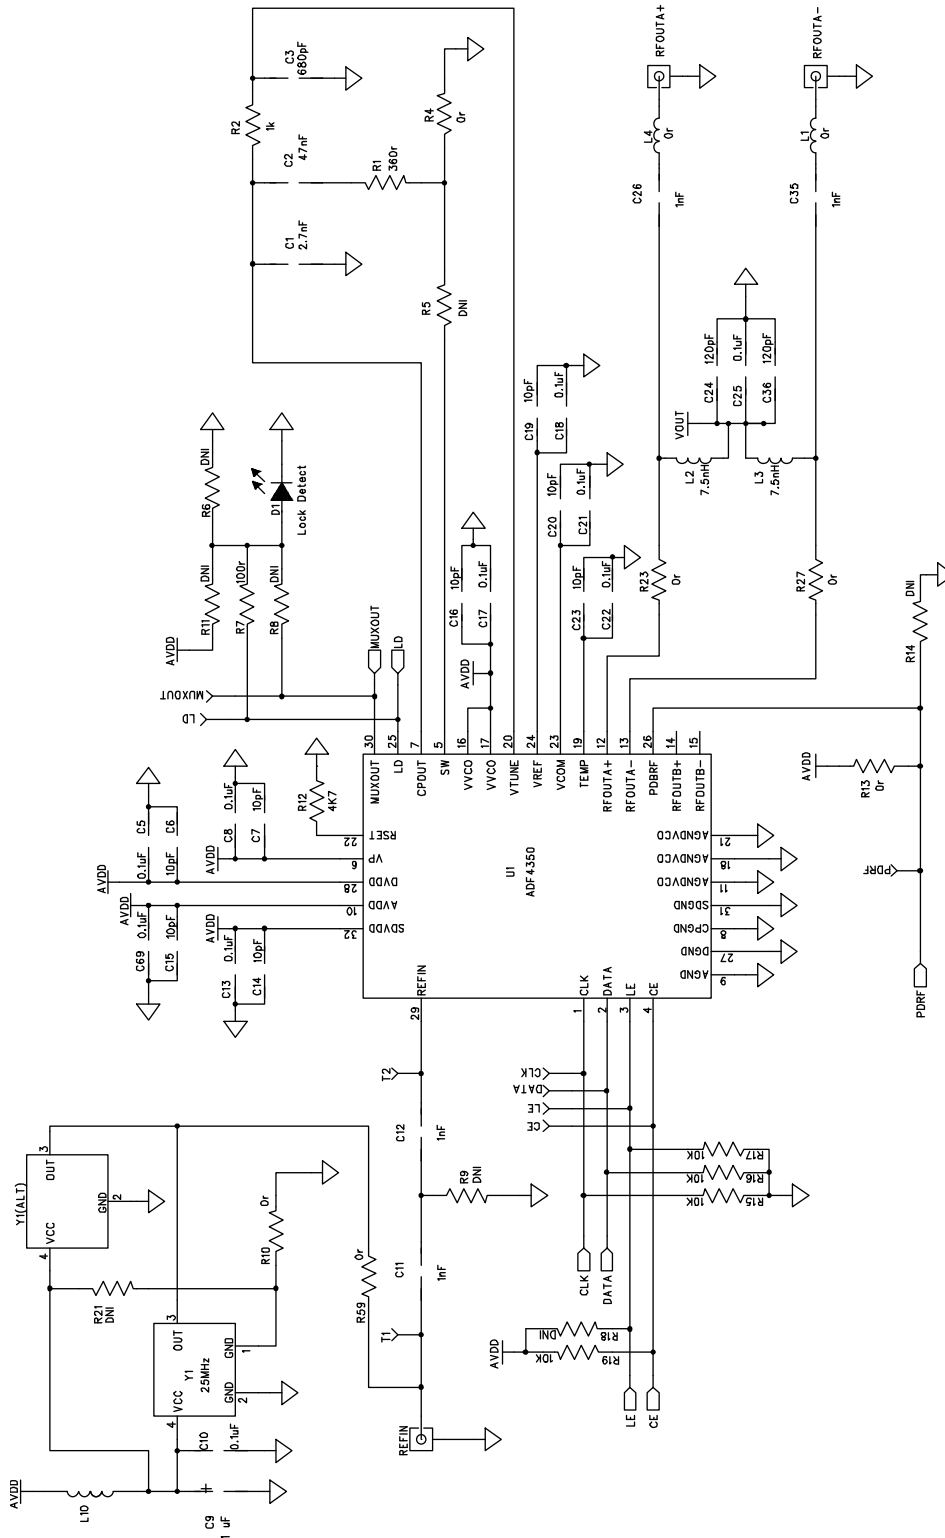 RFOUTA+
RFOUTA-
C3
680pF
R2
1k
R4
0r
C2
47nF
R1
360r
L4
0r
L1
0r
C26
1nF
C35
1nF
C1
2.7nF
R5
DNI
C24
120pF
C25
0.1uF
C36
120pF
VOUT
L2
7.5nH
L3
7.5nH
C19
10pF
C18
0.1uF
C20
10pF
C21
0.1uF
C23
10pF
C22
0.1uF
C16
10pF
C17
0.1uF
AVDD
R6
DNI
D1
Lock Detect
R11
DNI
R7
100r
R8
DNI
AVDD
MUXOUT
LD
MUXOUT
LD
R23
0r
R27
0r
R14
DNI
AVDD
R13
0r
PDRF
PDRF
30
25
7
5
16
17
20
24
23
19
12
13
26
14
15
MUXOUT
LD
CPOUT
SW
VVCO
VVCO
VTUNE
VREF
VCOM
TEMP
RFOUTA+
RFOUTA-
PDBRF
RFOUTB+
RFOUTB-
R12
4K7
C5
0.1uF
C6
10pF
C8
0.1uF
C7
10pF
AVDD
AVDD
AVDD
AVDD
C69
0.1uF
C15
10pF
C13
0.1uF
C14
10pF
22
RSET
6
VP
28
DVDD
10
AVDD
32
SDVDD
U1
ADF4350
AGNDVCO
21
AGNDVCO
18
AGNDVCO
11
SDGND
31
CPGND
8
DGND
27
AGND
9
REFIN
29
CLK
1
DATA
2
LE
3
CE
4
T2
C12
1nF
R9
DNI
C11
1nF
T1
R59
0r
REFIN
CLK
DATA
LE
CE
R17
10K
R16
10K
R15
10K
CLK
DATA
AVDD
R18
DNI
R19
10K
LE
CE
Y1(ALT)
OUT
3
GND
2
VCC
4
R21
DNI
R10
0r
Y1
25MHz
OUT
3
GND
1
GND
2
VCC
4
C10
0.1uF
AVDD
L10
C9
1 uF